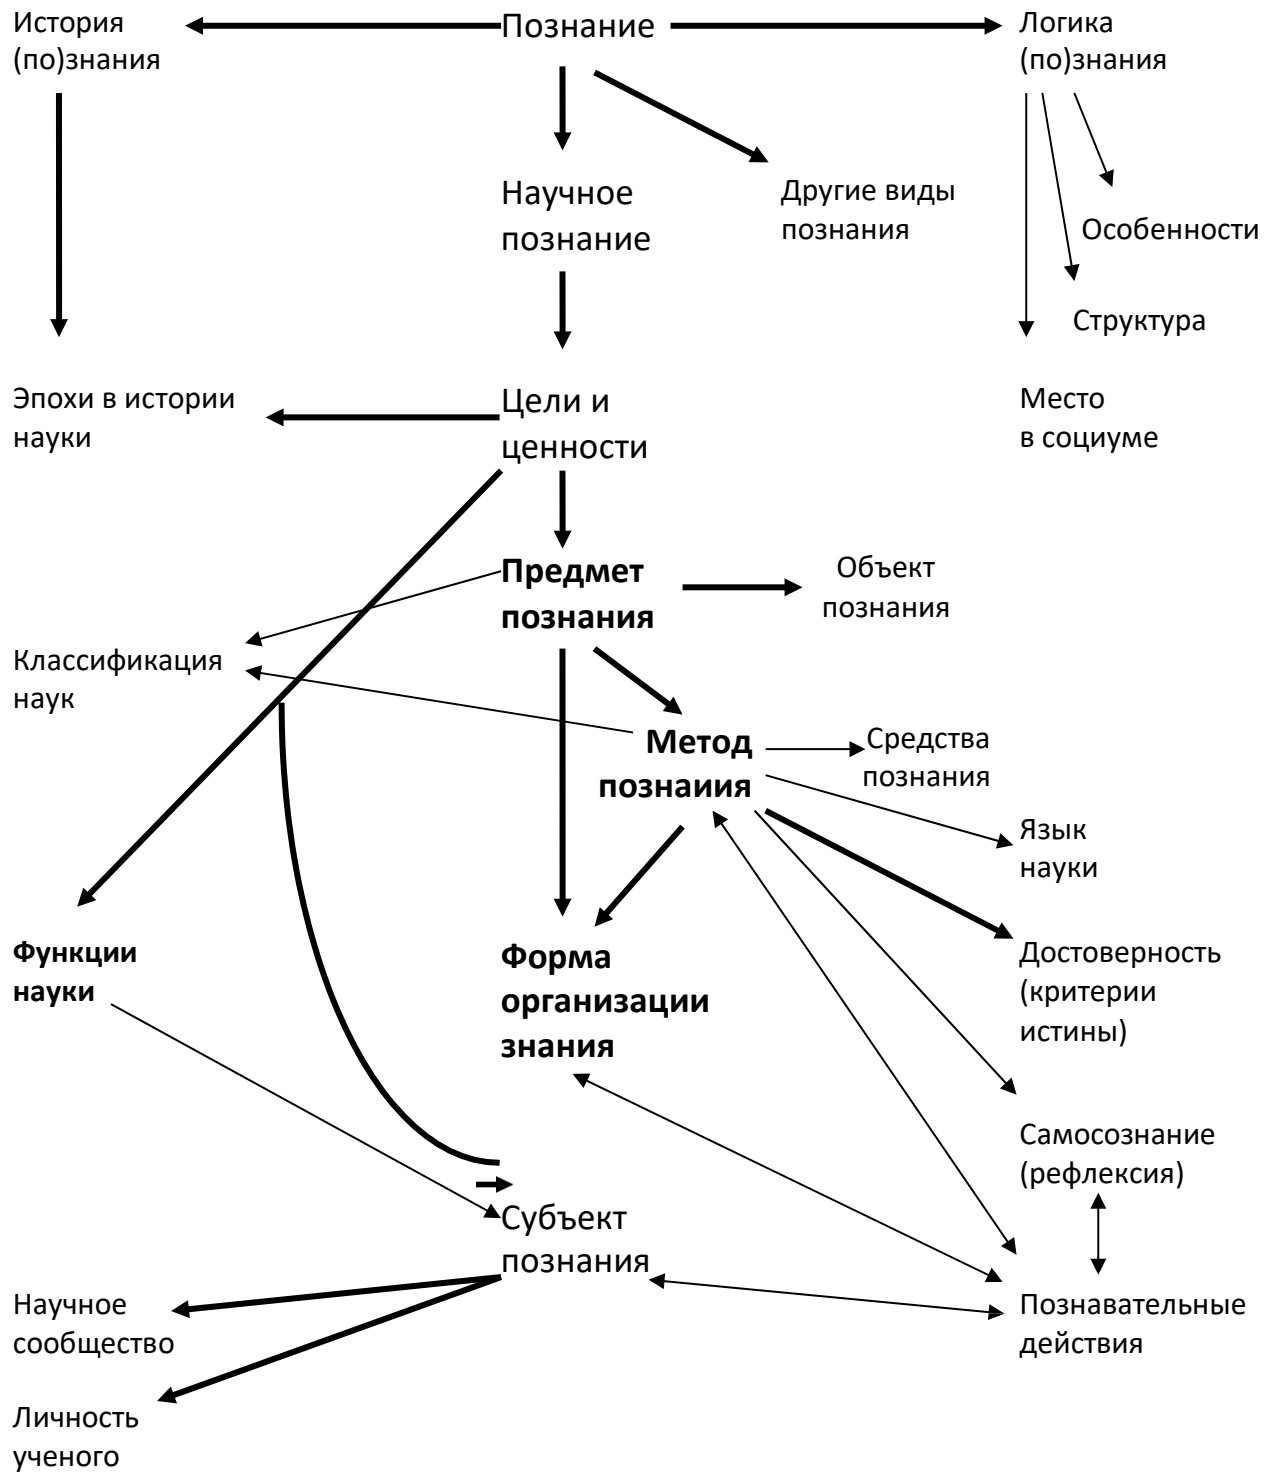 История
(по)знания
Познание
Логика
(по)знания
Научное
познание
Другие виды
познания
Особенности
Структура
Эпохи в истории
науки
Цели и
ценности
Место
в социуме
Предмет
познания
Объект
познания
Классификация
наук
Метод
познаиия
Средства
познания
Язык
науки
Функции
науки
Форма
организации
знания
Достоверность
(критерии
истины)
Самосознание
(рефлексия)
Субъект
познания
Научное
сообщество
Познавательные
действия
Личность
ученого